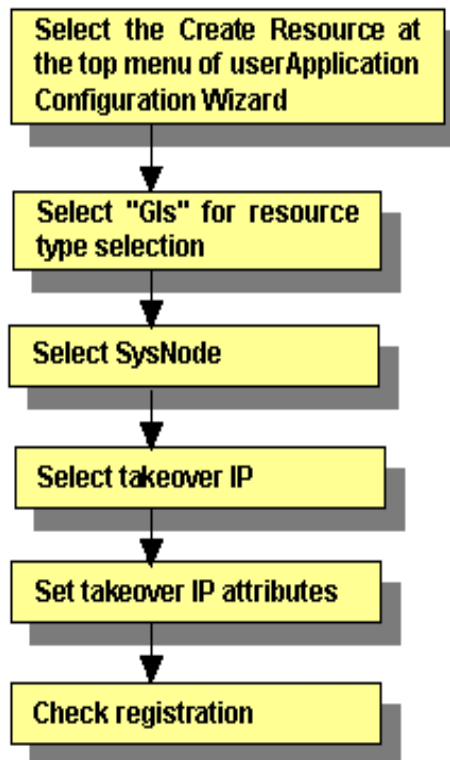 Select the Create Resource at
the top menu of userApplication
Configuration Wizard
Select "Gls" for resource
type selection
Select SysNode
Select takeover IP
Set takeover IP attributes
Check registration